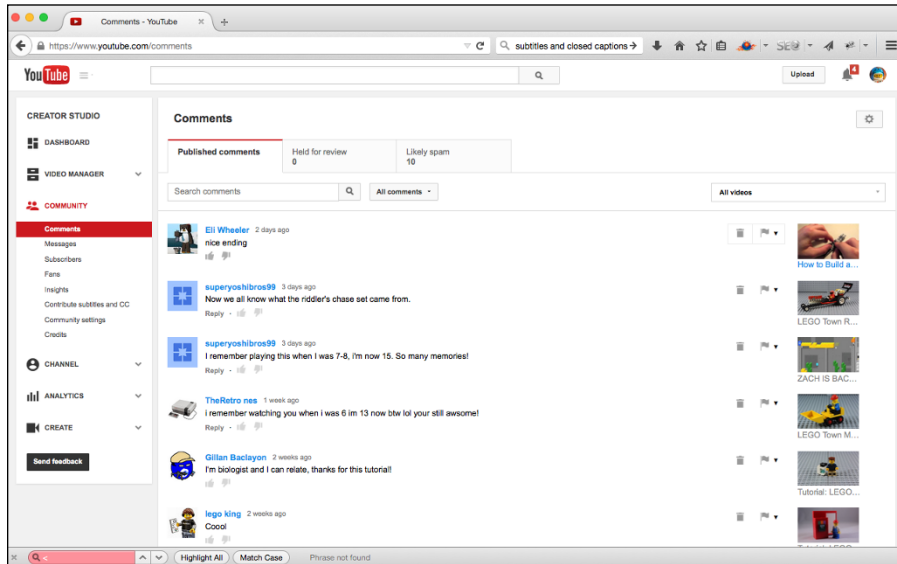 Comments - YouTube
https://www.youtube.com/comments
subtitles and closed captions
SEO
YouTube
Upload
4
CREATOR STUDIO
DASHBOARD
VIDEO MANAGER
COMMUNITY
Comments
Messages
Subscribers
Fans
Insights
Contribute subtitles and CC
Community settings
Credits
CHANNEL
ANALYTICS
CREATE
Send feedback
Comments
Published comments
Held for review
0
Likely spam
10
Search comments
All comments
All videos
Eli Wheeler 2 days ago
nice ending
How to Build a...
superyoshibros99 3 days ago
Now we all know what the riddler's chase set came from.
Reply
LEGO Town R...
superyoshibros99 3 days ago
I remember playing this when I was 7-8, i'm now 15. So many memories!
Reply
ZACH IS BAC...
TheRetro nes 1 week ago
i remember watching you when i was 6 im 13 now btw lol your still awsome!
Reply
LEGO Town M...
Gillan Baclayon 2 weeks ago
I'm biologist and I can relate, thanks for this tutorial!
Tutorial: LEGO...
lego king 2 weeks ago
Coool
<
Highlight All
Match Case
Phrase not found